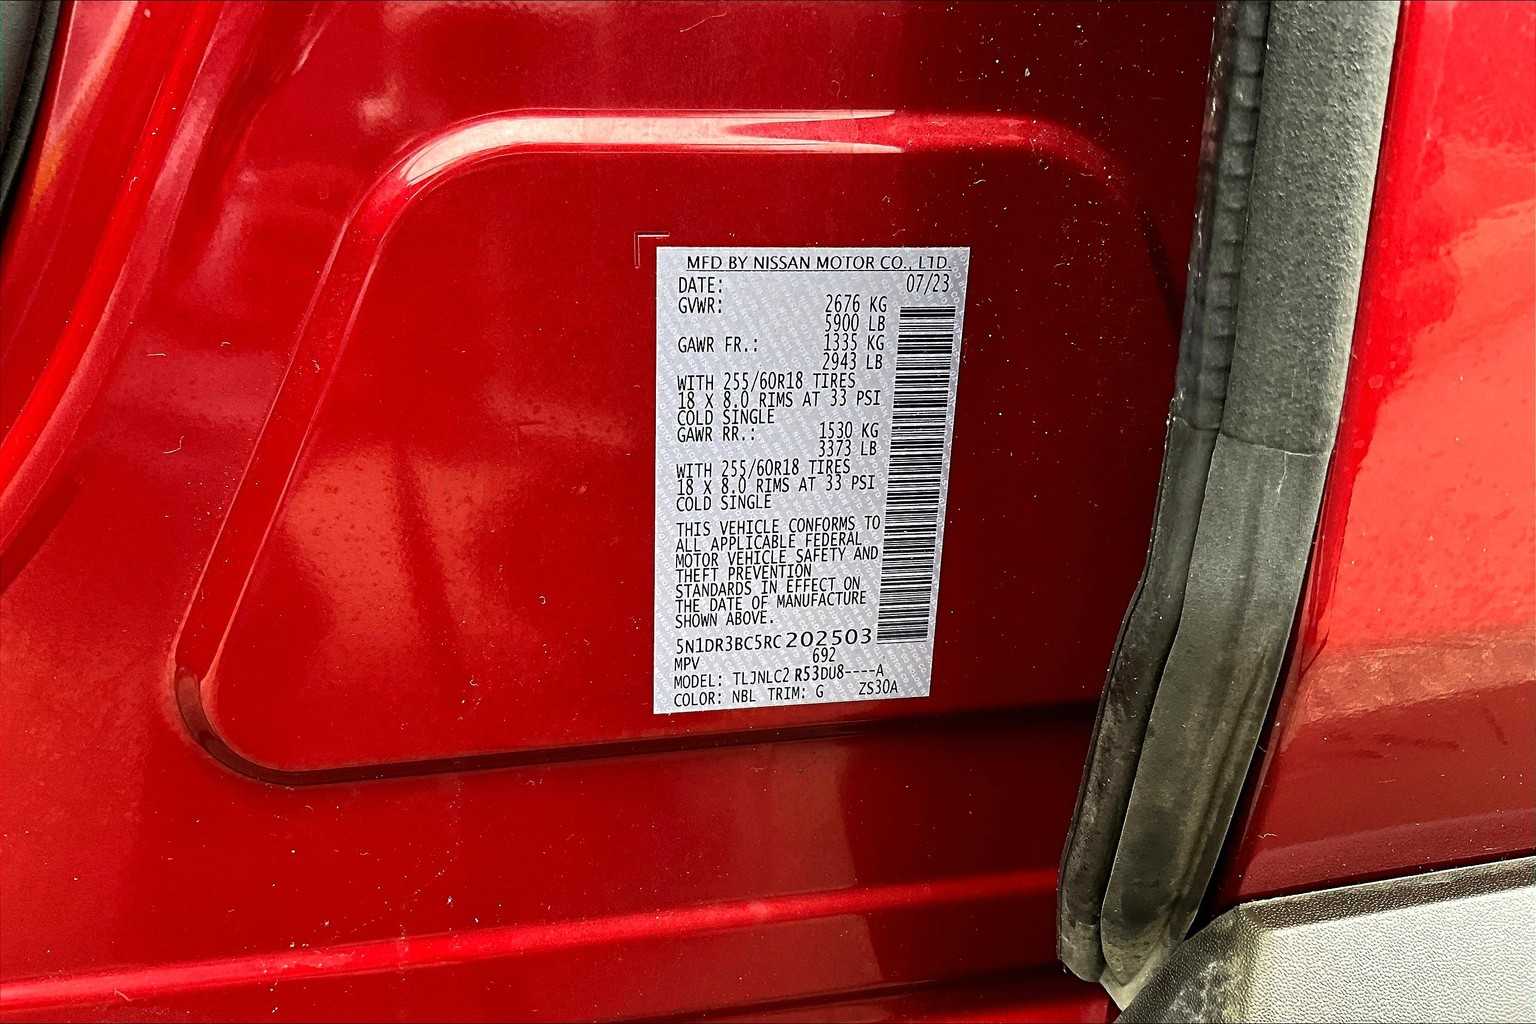 MFD BY NISSAN MOTOR CO., LTD.
DATE: 07/23
GVWR: 2676 KG
5900 LB
GAWR FR.: 1335 KG
2943 LB
WITH 255/60R18 TIRES
18 X 8.0 RIMS AT 33 PSI
COLD SINGLE
GAWR RR.: 1530 KG
3373 LB
WITH 255/60R18 TIRES
18 X 8.0 RIMS AT 33 PSI
COLD SINGLE
THIS VEHICLE CONFORMS TO
ALL APPLICABLE FEDERAL
MOTOR VEHICLE SAFETY AND
THEFT PREVENTION
STANDARDS IN EFFECT ON
THE DATE OF MANUFACTURE
SHOWN ABOVE.
5N1DR3BC5RC202503
MPV 692
MODEL: TLJNLC2 R53DU8----A
COLOR: NBL TRIM: G ZS30A